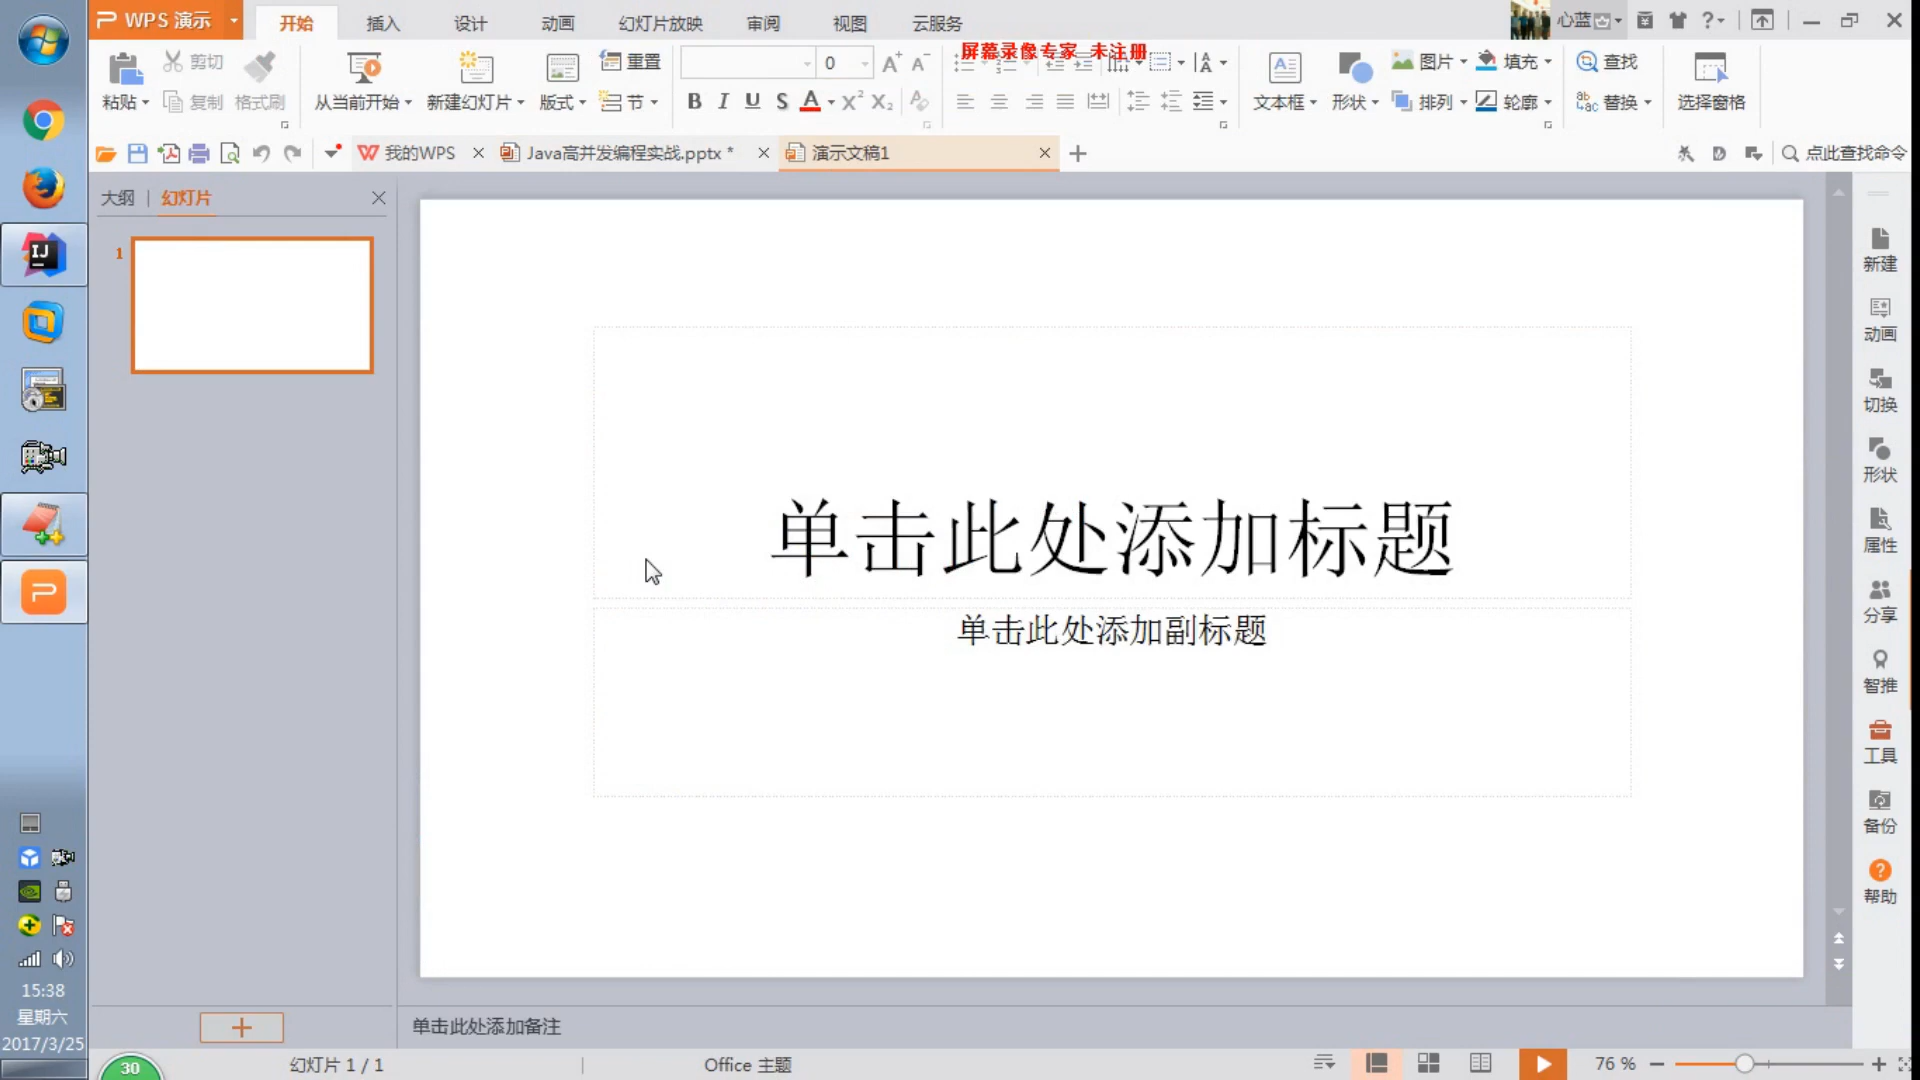 WPS 演示
开始
插入
设计
动画
幻灯片放映
审阅
视图
云服务
心蓝
屏幕录像专家 未注册
粘贴
剪切
复制
格式刷
从当前开始
新建幻灯片
版式
重置
节
0
B I U S A X² X₂
文本框
形状
图片
排列
填充
轮廓
查找
替换
选择窗格
我的WPS
Java高并发编程实战.pptx *
演示文稿1
点此查找命令
大纲
幻灯片
1
单击此处添加标题
单击此处添加副标题
新建
动画
切换
形状
属性
分享
智推
工具
备份
帮助
15:38
星期六
2017/3/25
单击此处添加备注
30
幻灯片 1 / 1
Office 主题
76 %